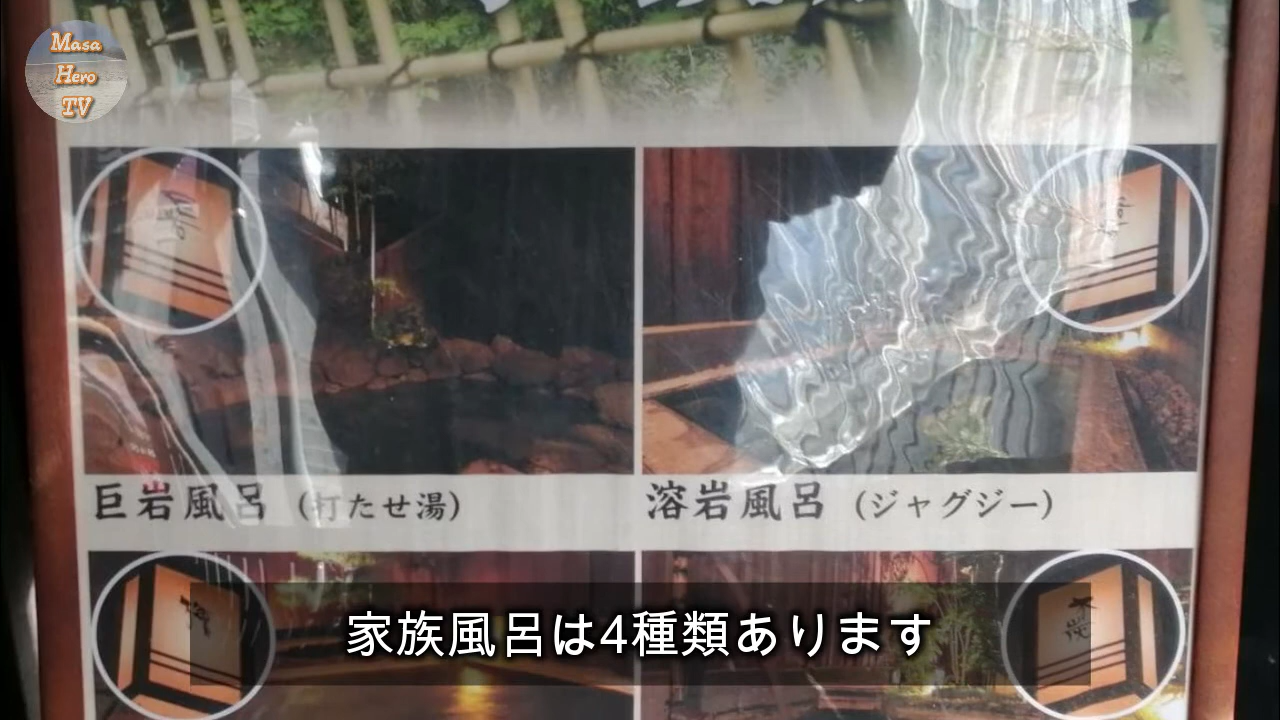 Masa
Hero
TV
巨岩風呂 (打たせ湯)
溶岩風呂 (ジャグジー)
家族風呂は4種類あります